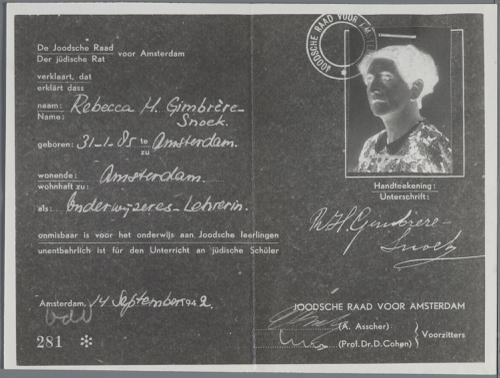 JOODSCHE RAAD VOOR AMSTERDAM
De Joodsche Raad
Der jüdische Rat
voor Amsterdam
verklaart, dat
erklärt dass
naam:
Name:
Rebecca H. Gimbrère-
Snoek.
geboren: 31-1-85 te
zu
Amsterdam.
wonende:
wohnhaft zu:
Amsterdam.
als: Onderwijzeres-Lehrerin.
onmisbaar is voor het onderwijs aan Joodsche leerlingen
unentbehrlich ist für den Unterricht an jüdische Schüler
Amsterdam, 14 September 1942.
281 *
Handteekening:
Unterschrift:
R.H. Gimbrère-
Snoek
JOODSCHE RAAD VOOR AMSTERDAM
(A. Asscher)
(Prof. Dr. D. Cohen)
Voorzitters